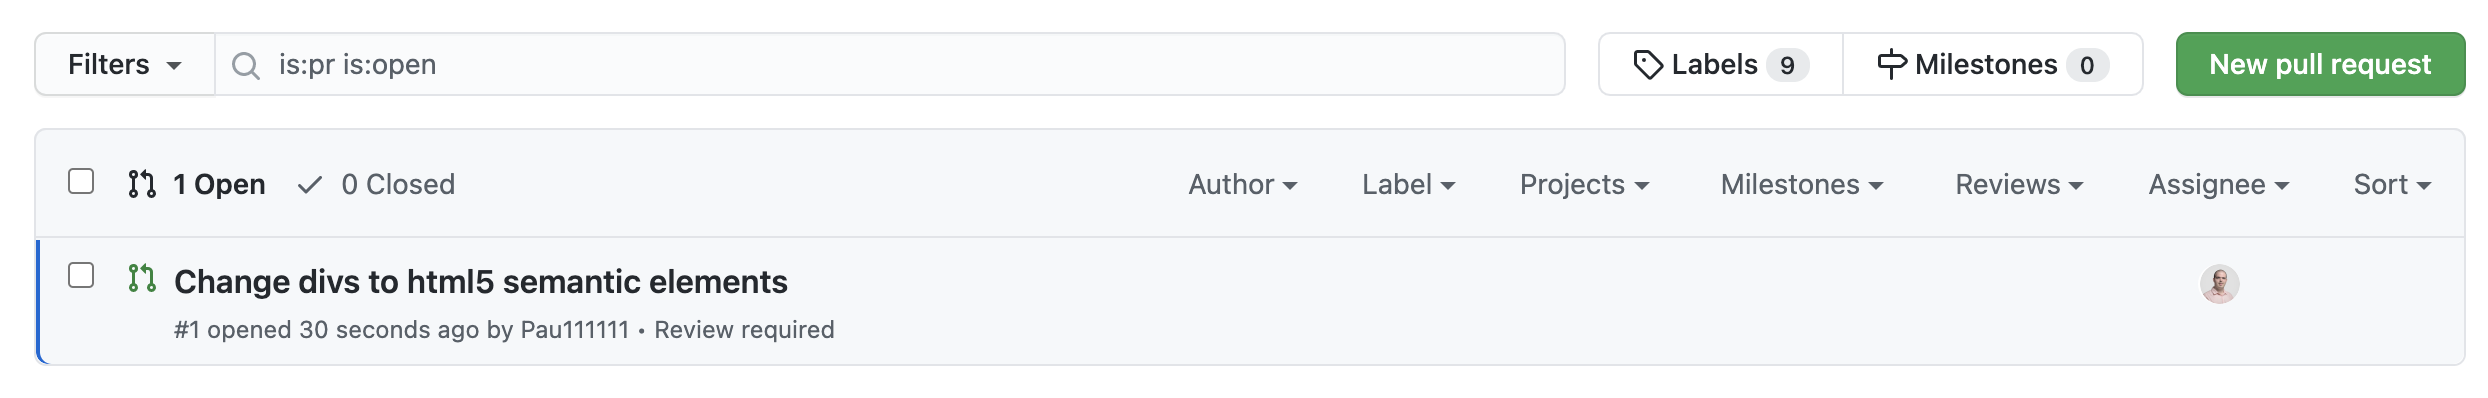 Filters is:pr is:open Labels 9 Milestones 0 New pull request
1 Open 0 Closed Author Label Projects Milestones Reviews Assignee Sort
Change divs to html5 semantic elements
#1 opened 30 seconds ago by Pau111111 • Review required